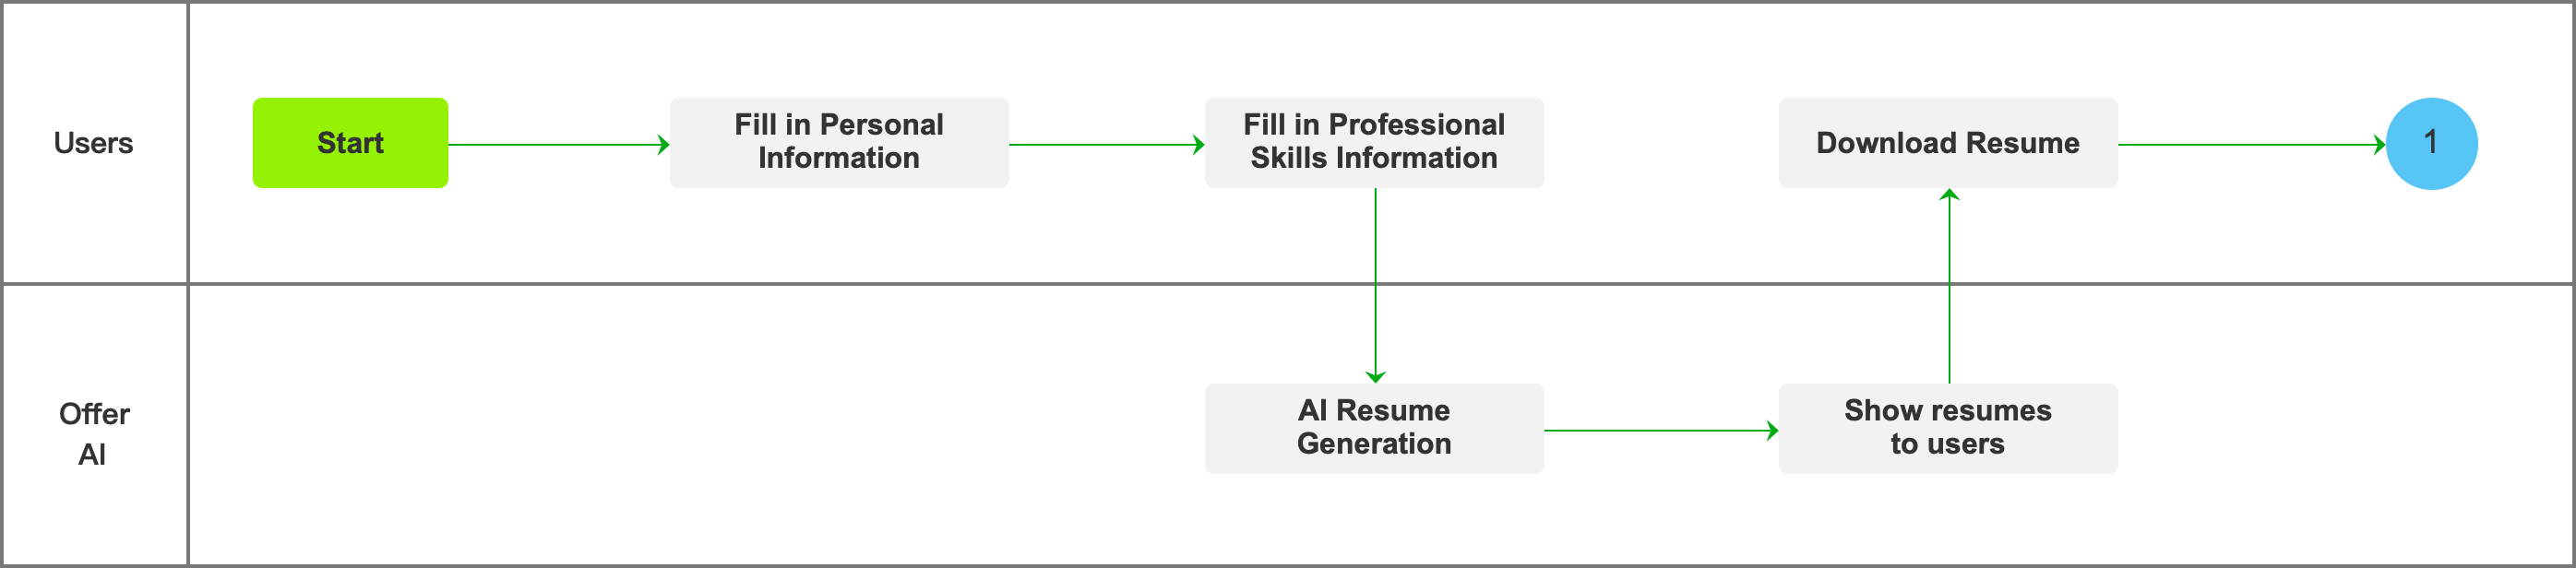 Users
Start
Fill in Personal
Information
Fill in Professional
Skills Information
Download Resume
1
Offer
AI
AI Resume
Generation
Show resumes
to users